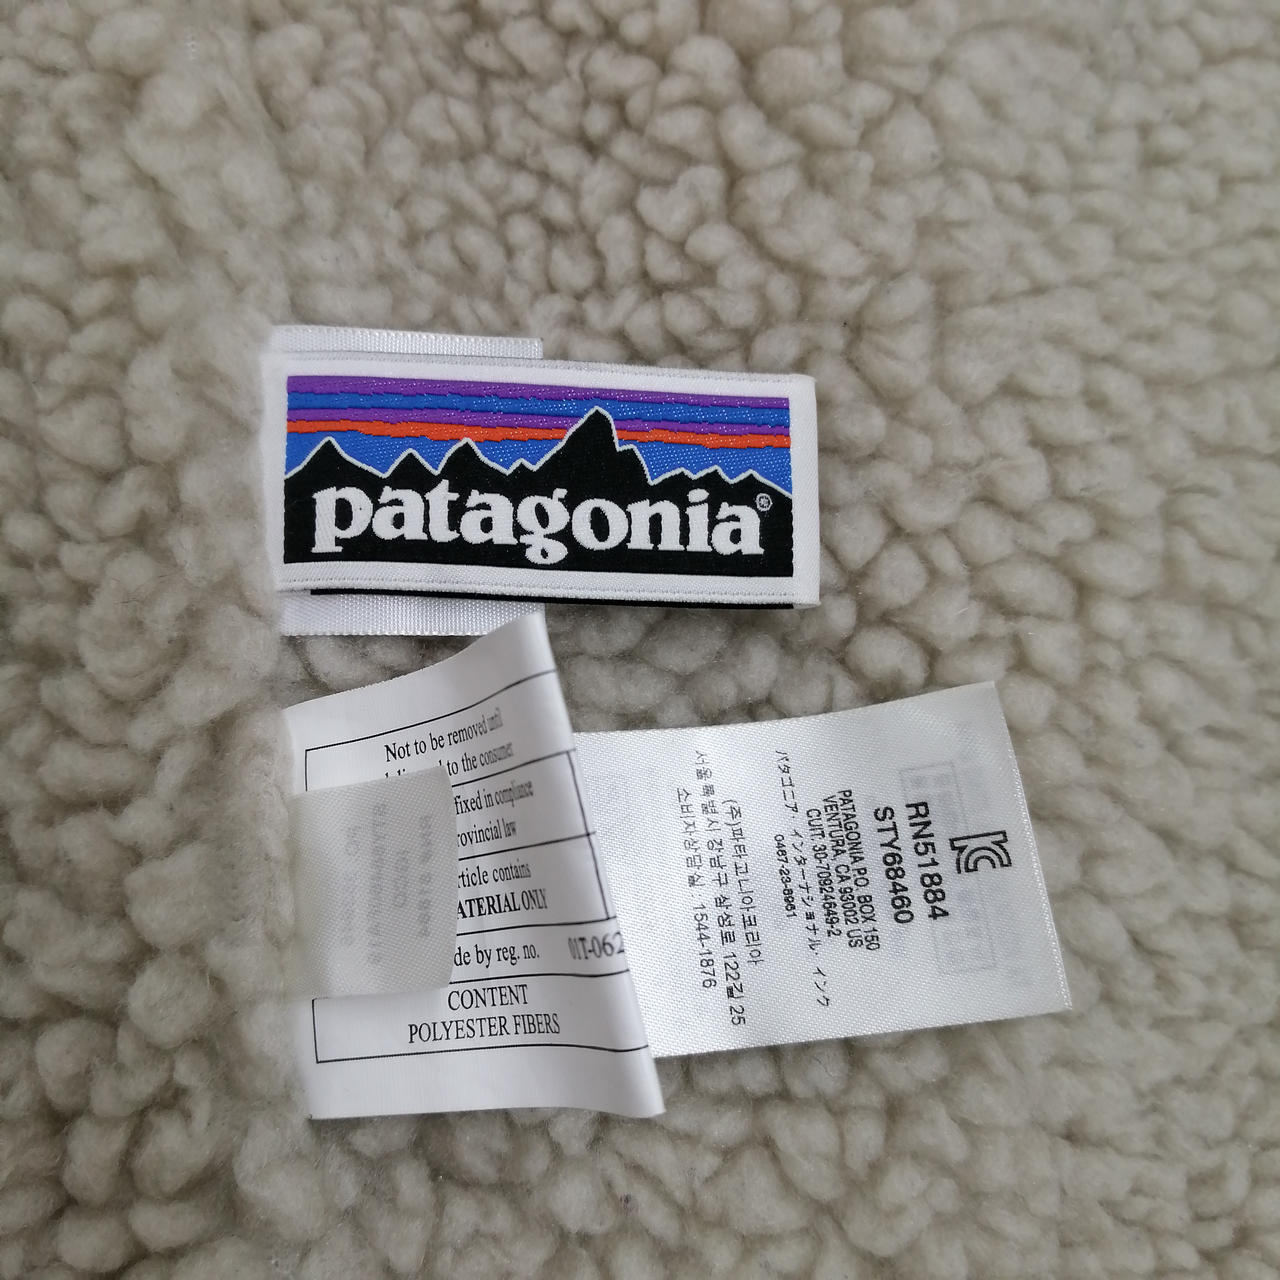 patagonia®
Not to be removed until
to the consumer
fixed in compliance
rovincial law
rticle contains
ATERIAL ONLY
de by reg. no. 01T-062
CONTENT
POLYESTER FIBERS
RN51884
STY68460
PATAGONIA P.O. BOX 150
VENTURA, CA 93002 US
CUIT: 30-70924649-2
パタゴニア・インターナショナル・インク
0467-23-8961
(주)파타고니아코리아
서울특별시 강남구 삼성로 122길 25
소비자상담실 1544-1876